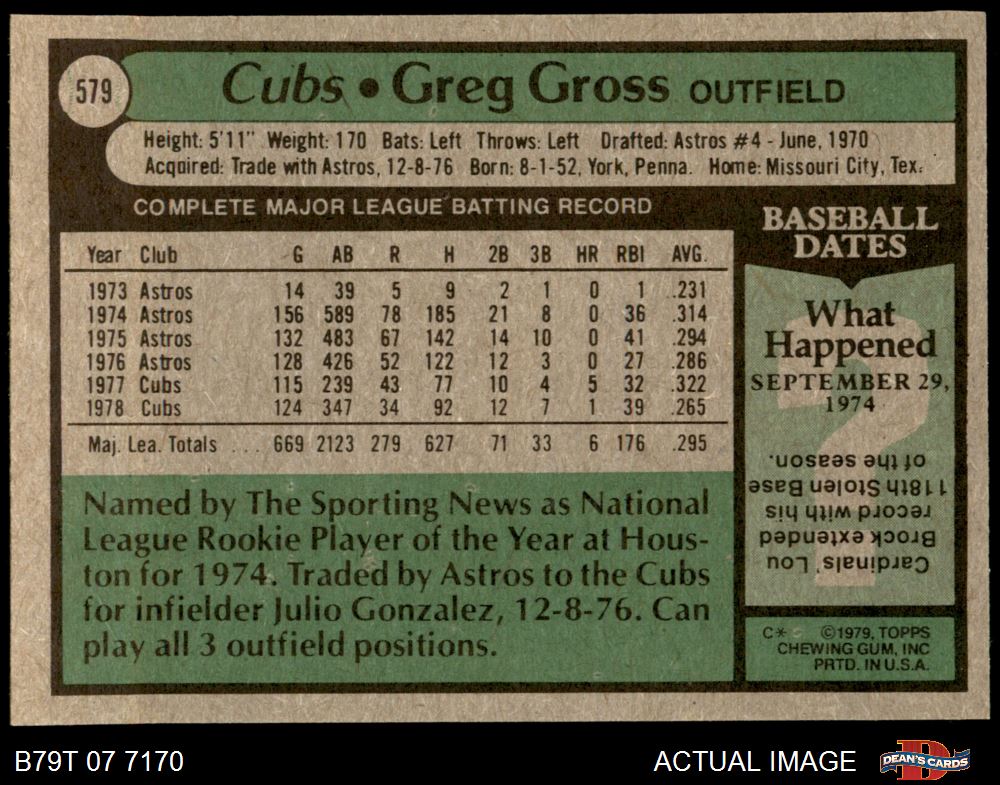 579
Cubs • Greg Gross OUTFIELD
Height: 5'11" Weight: 170 Bats: Left Throws: Left Drafted: Astros #4 - June, 1970
Acqoired: Trade with Astros, 12-8-76 Born: 8-1-52, York, Penna. Home: Missouri City, Tex.
COMPLETE MAJOR LEAGUE BATTING RECORD
Year Club G AB R H 2B 3B HR RBI AVG.
1973 Astros 14 39 5 9 2 1 0 1 .231
1974 Astros 156 589 78 185 21 8 0 36 .314
1975 Astros 132 483 67 142 14 10 0 41 .294
1976 Astros 128 426 52 122 12 3 0 27 .286
1977 Cubs 115 239 43 77 10 4 5 32 .322
1978 Cubs 124 347 34 92 12 7 1 39 .265
Maj. Lea. Totals ... 669 2123 279 627 71 33 6 176 .295
Named by The Sporting News as National
League Rookie Player of the Year at Hous-
ton for 1974. Traded by Astros to the Cubs
for infielder Julio Gonzalez, 12-8-76. Can
play all 3 outfield positions.
BASEBALL
DATES
What
Happened
SEPTEMBER 29,
1974
Cardinals' Lou
Brock extended
record with his
118th Stolen Base
of the season.
C* ©1979, TOPPS
CHEWING GUM, INC
PRTD. IN U.S.A.
B79T 07 7170
ACTUAL IMAGE
DEAN'S CARDS